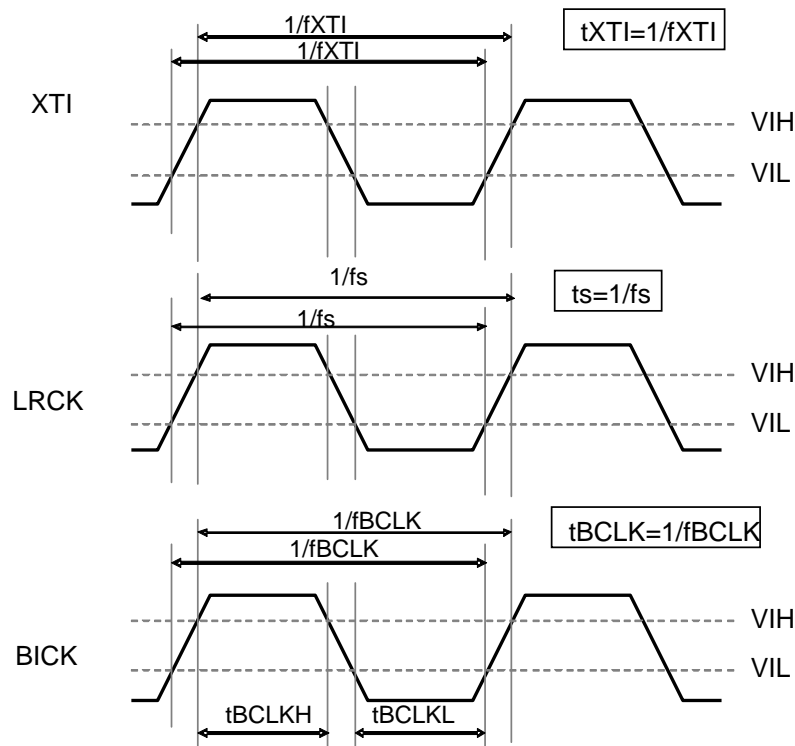 1/fXTI
tXTI=1/fXTI
1/fXTI
XTI
VIH
VIL
1/fs
ts=1/fs
1/fs
VIH
LRCK
VIL
1/fBCLK
tBCLK=1/fBCLK
1/fBCLK
VIH
BICK
VIL
tBCLKH
tBCLKL